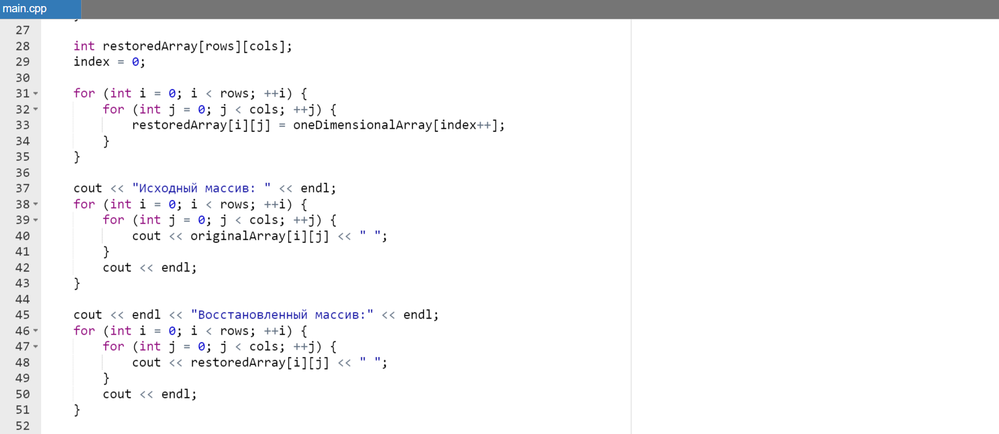 main.cpp
27
28 int restoredArray[rows][cols];
29 index = 0;
30
31 for (int i = 0; i < rows; ++i) {
32 for (int j = 0; j < cols; ++j) {
33 restoredArray[i][j] = oneDimensionalArray[index++];
34 }
35 }
36
37 cout << "Исходный массив: " << endl;
38 for (int i = 0; i < rows; ++i) {
39 for (int j = 0; j < cols; ++j) {
40 cout << originalArray[i][j] << " ";
41 }
42 cout << endl;
43 }
44
45 cout << endl << "Восстановленный массив:" << endl;
46 for (int i = 0; i < rows; ++i) {
47 for (int j = 0; j < cols; ++j) {
48 cout << restoredArray[i][j] << " ";
49 }
50 cout << endl;
51 }
52